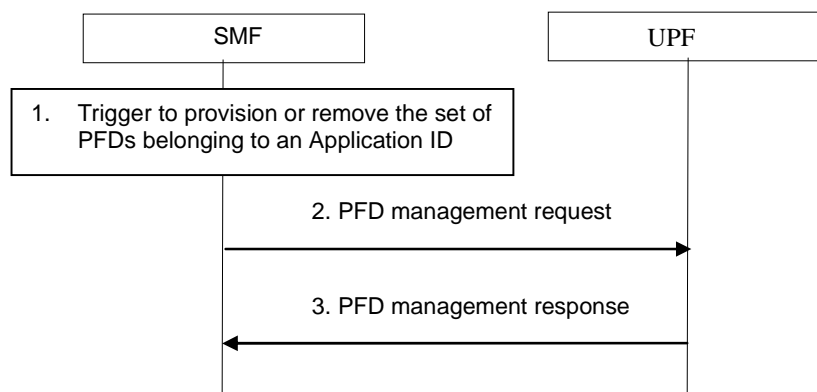 SMF
UPF
1. Trigger to provision or remove the set of
PFDs belonging to an Application ID
2. PFD management request
3. PFD management response